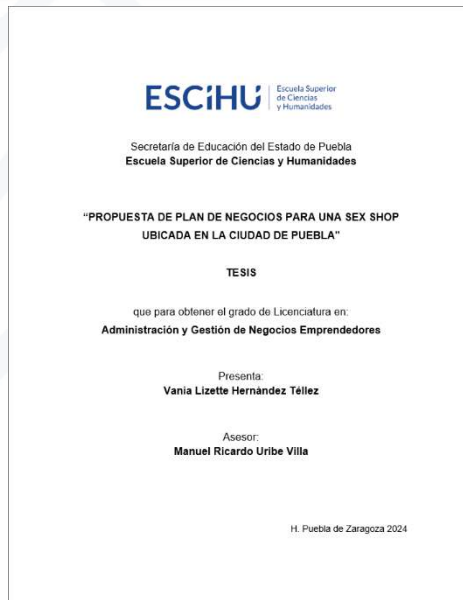 ESCiHU
Escuela Superior
de Ciencias
y Humanidades
Secretaría de Educación del Estado de Puebla
Escuela Superior de Ciencias y Humanidades
“PROPUESTA DE PLAN DE NEGOCIOS PARA UNA SEX SHOP
UBICADA EN LA CIUDAD DE PUEBLA”
TESIS
que para obtener el grado de Licenciatura en:
Administración y Gestión de Negocios Emprendedores
Presenta:
Vania Lizette Hernández Téllez
Asesor:
Manuel Ricardo Uribe Villa
H. Puebla de Zaragoza 2024